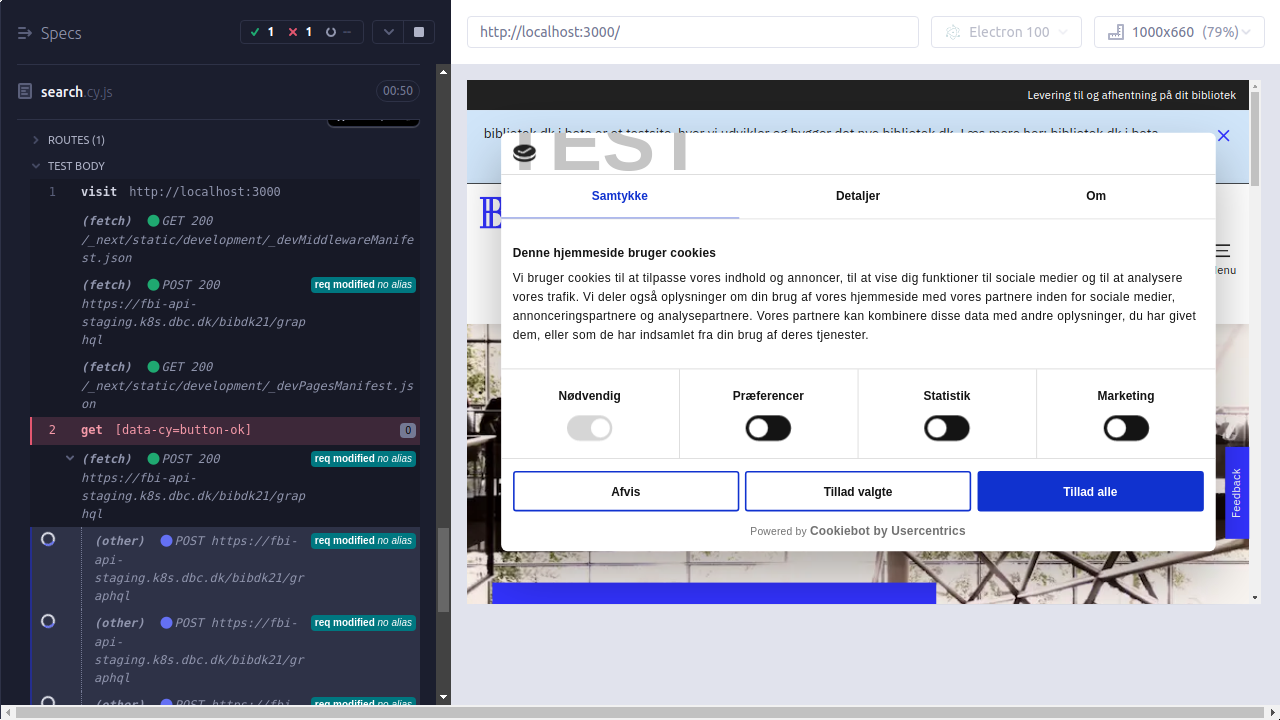 Specs
1
1
--
search.cy.js
00:50
ROUTES (1)
TEST BODY
1 visit http://localhost:3000
(fetch) GET 200
/_next/static/development/_devMiddlewareManife
st.json
(fetch) POST 200 req modified no alias
https://fbi-api-
staging.k8s.dbc.dk/bibdk21/grap
hql
(fetch) GET 200
/_next/static/development/_devPagesManifest.js
on
2 get [data-cy=button-ok] 0
(fetch) POST 200 req modified no alias
https://fbi-api-
staging.k8s.dbc.dk/bibdk21/grap
hql
(other) POST https://fbi- req modified no alias
api-
staging.k8s.dbc.dk/bibdk21/gr
aphql
(other) POST https://fbi- req modified no alias
api-
staging.k8s.dbc.dk/bibdk21/gr
aphql
(other) POST https://fbi- req modified no alias
http://localhost:3000/
Electron 100
1000x660 (79%)
Levering til og afhentning på dit bibliotek
bibliotek.dk i beta er et testsite, hvor vi udvikler og bygger det nye bibliotek.dk. Læs mere her: bibliotek.dk i beta
TEST
Samtykke
Detaljer
Om
Denne hjemmeside bruger cookies
Vi bruger cookies til at tilpasse vores indhold og annoncer, til at vise dig funktioner til sociale medier og til at analysere
vores trafik. Vi deler også oplysninger om din brug af vores hjemmeside med vores partnere inden for sociale medier,
annonceringspartnere og analysepartnere. Vores partnere kan kombinere disse data med andre oplysninger, du har givet
dem, eller som de har indsamlet fra din brug af deres tjenester.
Nødvendig
Præferencer
Statistik
Marketing
Afvis
Tillad valgte
Tillad alle
Powered by Cookiebot by Usercentrics
Feedback